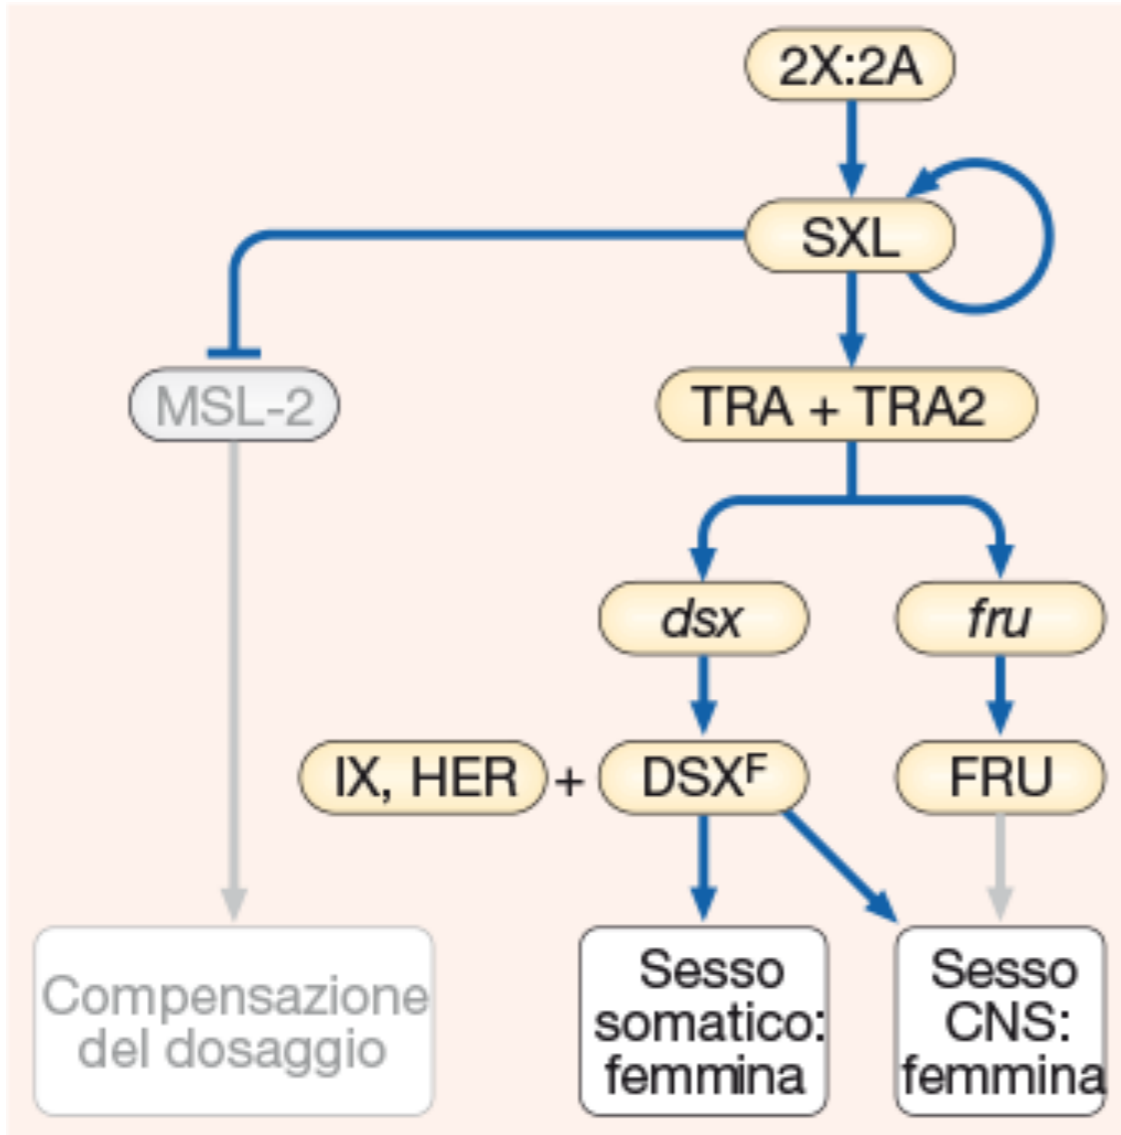 2X:2A
SXL
MSL-2
TRA + TRA2
dsx
fru
IX, HER + DSXF
FRU
Compensazione
del dosaggio
Sesso
somatico:
femmina
Sesso
CNS:
femmina